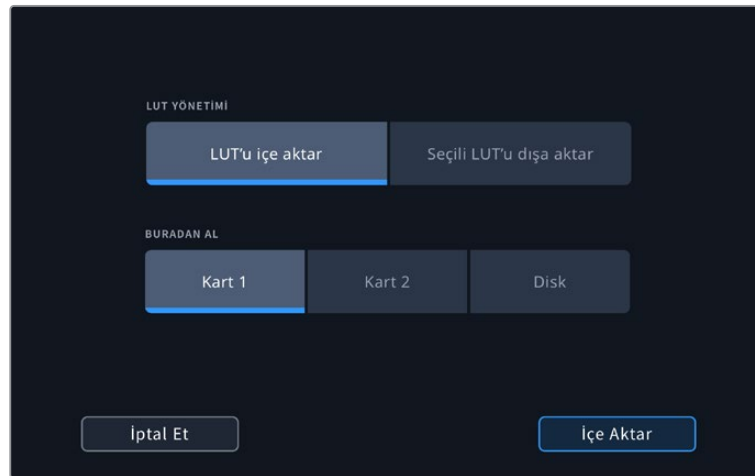 LUT YÖNETİMİ
LUT’u içe aktar
Seçili LUT’u dışa aktar
BURADAN AL
Kart 1
Kart 2
Disk
İptal Et
İçe Aktar